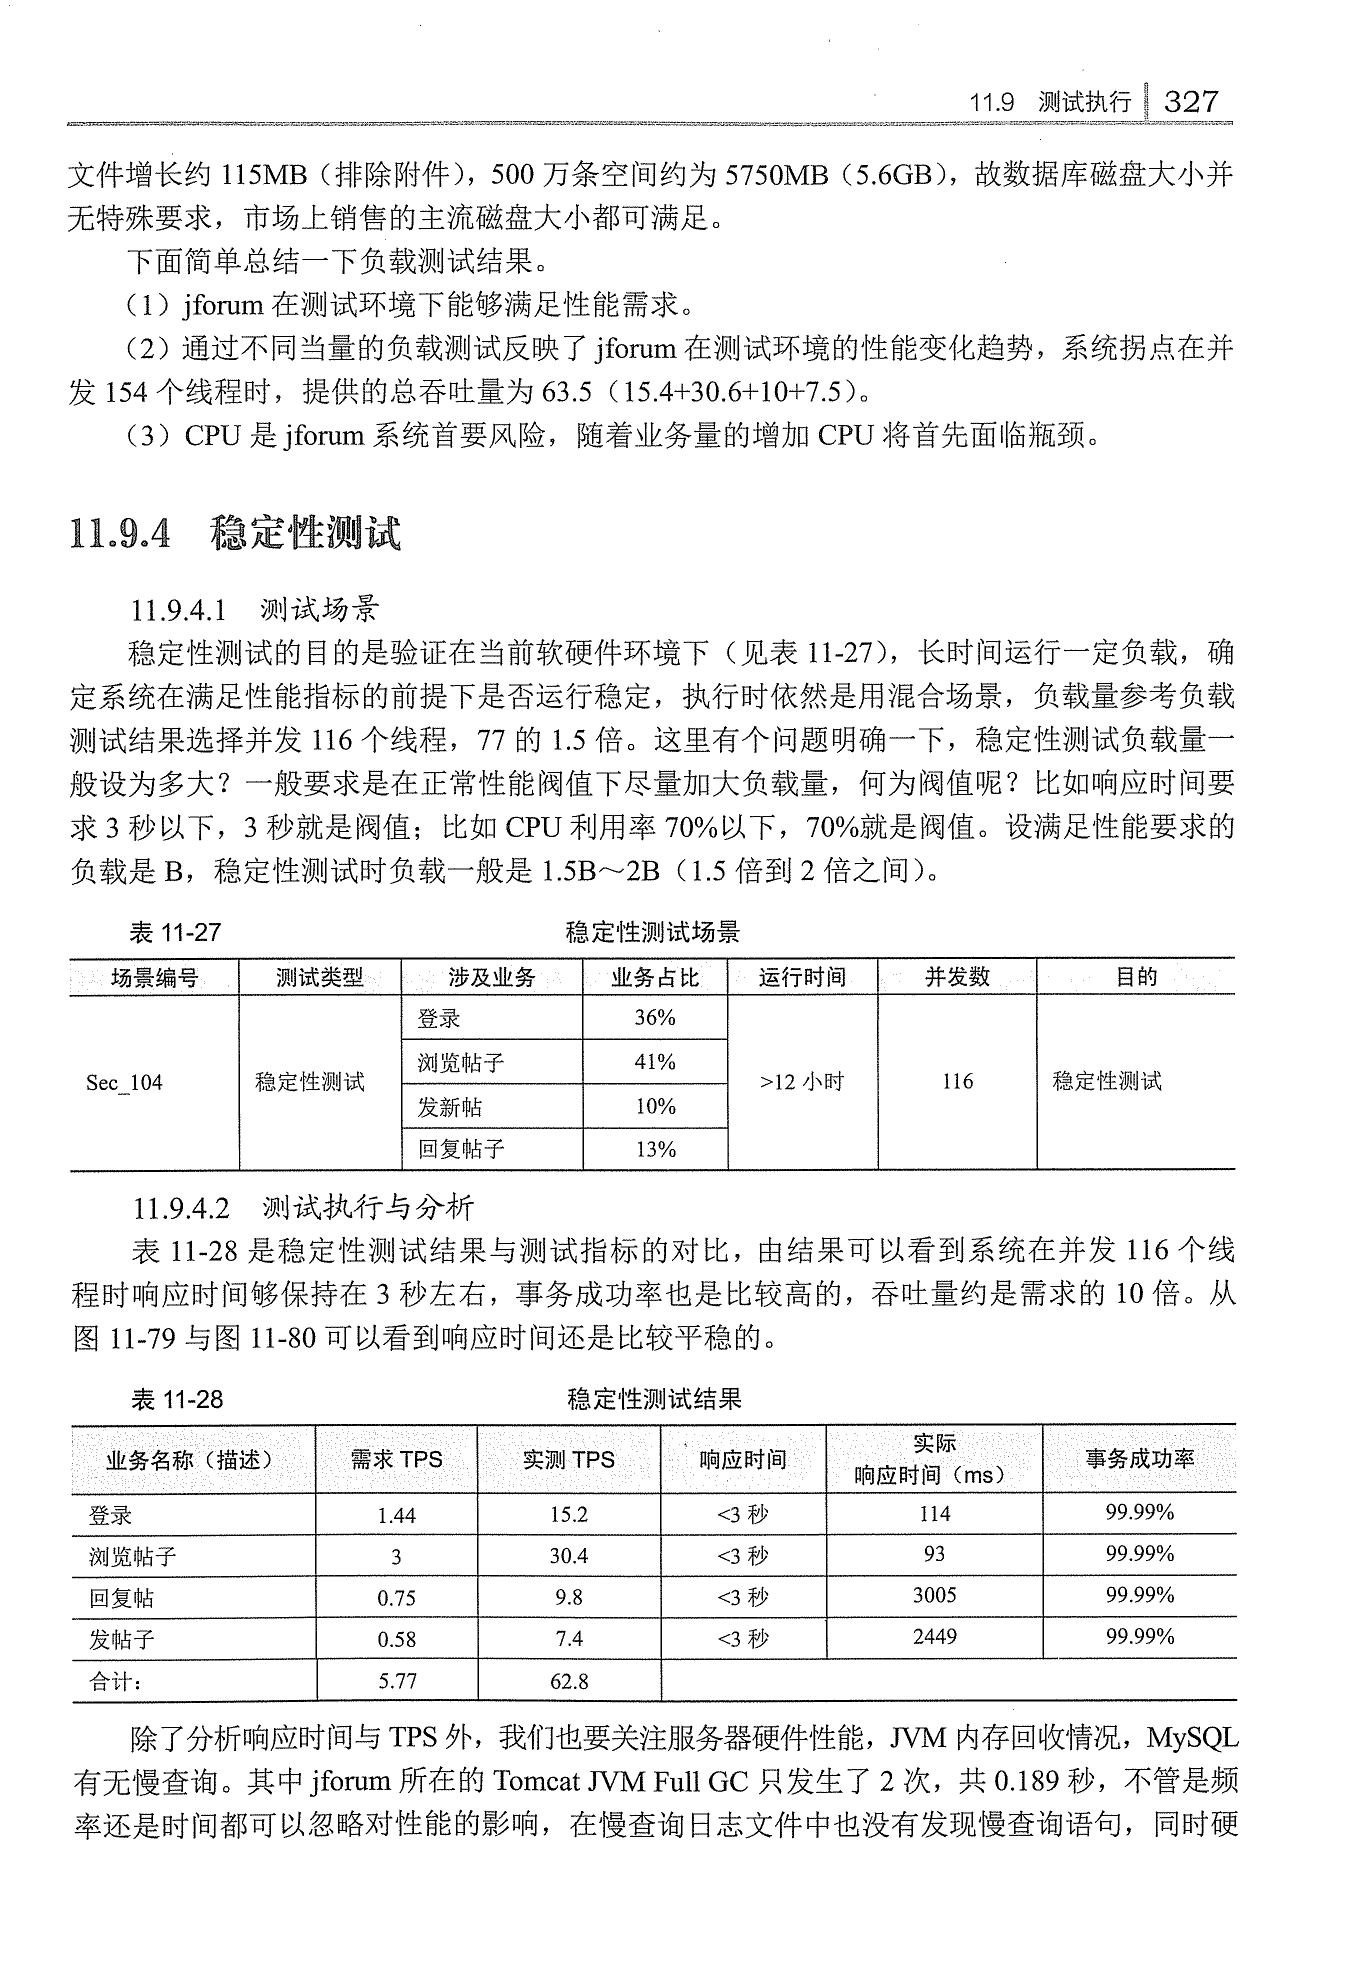 11.9 测试执行 327
文件增长约 115MB（排除附件），500 万条空间约为 5750MB（5.6GB），故数据库磁盘大小并
无特殊要求，市场上销售的主流磁盘大小都可满足。
下面简单总结一下负载测试结果。
（1）jforum 在测试环境下能够满足性能需求。
（2）通过不同当量的负载测试反映了 jforum 在测试环境的性能变化趋势，系统拐点在并
发 154 个线程时，提供的总吞吐量为 63.5（15.4+30.6+10+7.5）。
（3）CPU 是 jforum 系统首要风险，随着业务量的增加 CPU 将首先面临瓶颈。
11.9.4 稳定性测试
11.9.4.1 测试场景
稳定性测试的目的是验证在当前软硬件环境下（见表 11-27），长时间运行一定负载，确
定系统在满足性能指标的前提下是否运行稳定，执行时依然是用混合场景，负载量参考负载
测试结果选择并发 116 个线程，77 的 1.5 倍。这里有个问题明确一下，稳定性测试负载量一
般设为多大？一般要求是在正常性能阀值下尽量加大负载量，何为阀值呢？比如响应时间要
求 3 秒以下，3 秒就是阀值；比如 CPU 利用率 70%以下，70%就是阀值。设满足性能要求的
负载是 B，稳定性测试时负载一般是 1.5B～2B（1.5 倍到 2 倍之间）。
表 11-27 稳定性测试场景
场景编号 测试类型 涉及业务 业务占比 运行时间 并发数 目的
登录 36%
浏览帖子 41%
Sec_104 稳定性测试 >12 小时 116 稳定性测试
发新帖 10%
回复帖子 13%
11.9.4.2 测试执行与分析
表 11-28 是稳定性测试结果与测试指标的对比，由结果可以看到系统在并发 116 个线
程时响应时间够保持在 3 秒左右，事务成功率也是比较高的，吞吐量约是需求的 10 倍。从
图 11-79 与图 11-80 可以看到响应时间还是比较平稳的。
表 11-28 稳定性测试结果
业务名称（描述） 需求 TPS 实测 TPS 响应时间 实际响应时间（ms） 事务成功率
登录 1.44 15.2 <3 秒 114 99.99%
浏览帖子 3 30.4 <3 秒 93 99.99%
回复帖 0.75 9.8 <3 秒 3005 99.99%
发帖子 0.58 7.4 <3 秒 2449 99.99%
合计： 5.77 62.8
除了分析响应时间与 TPS 外，我们也要关注服务器硬件性能，JVM 内存回收情况，MySQL
有无慢查询。其中 jforum 所在的 Tomcat JVM Full GC 只发生了 2 次，共 0.189 秒，不管是频
率还是时间都可以忽略对性能的影响，在慢查询日志文件中也没有发现慢查询语句，同时硬